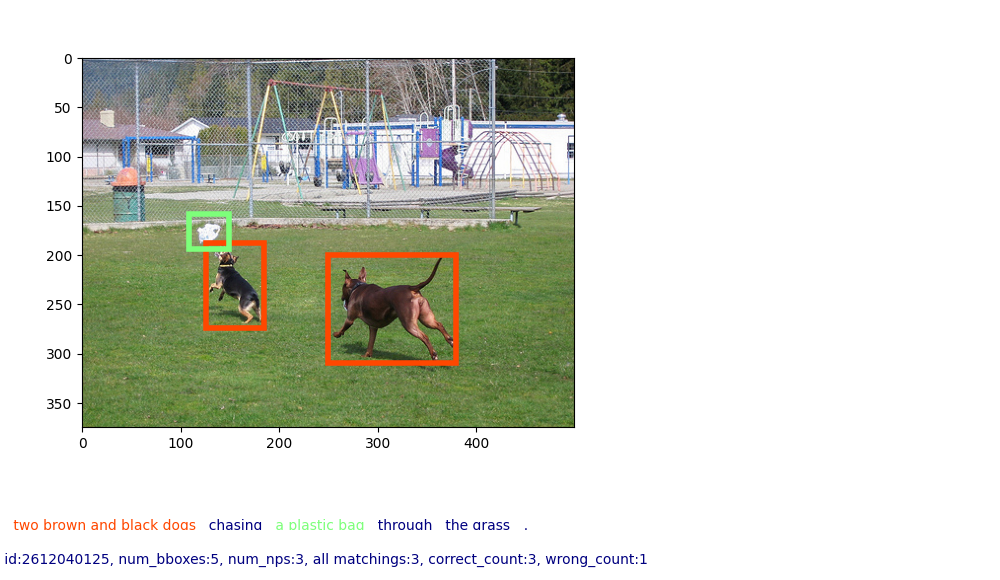 0
50
100
150
200
250
300
350
0 100 200 300 400
two brown and black dogs chasing a plastic bag through the grass .
id:2612040125, num_bboxes:5, num_nps:3, all matchings:3, correct_count:3, wrong_count:1